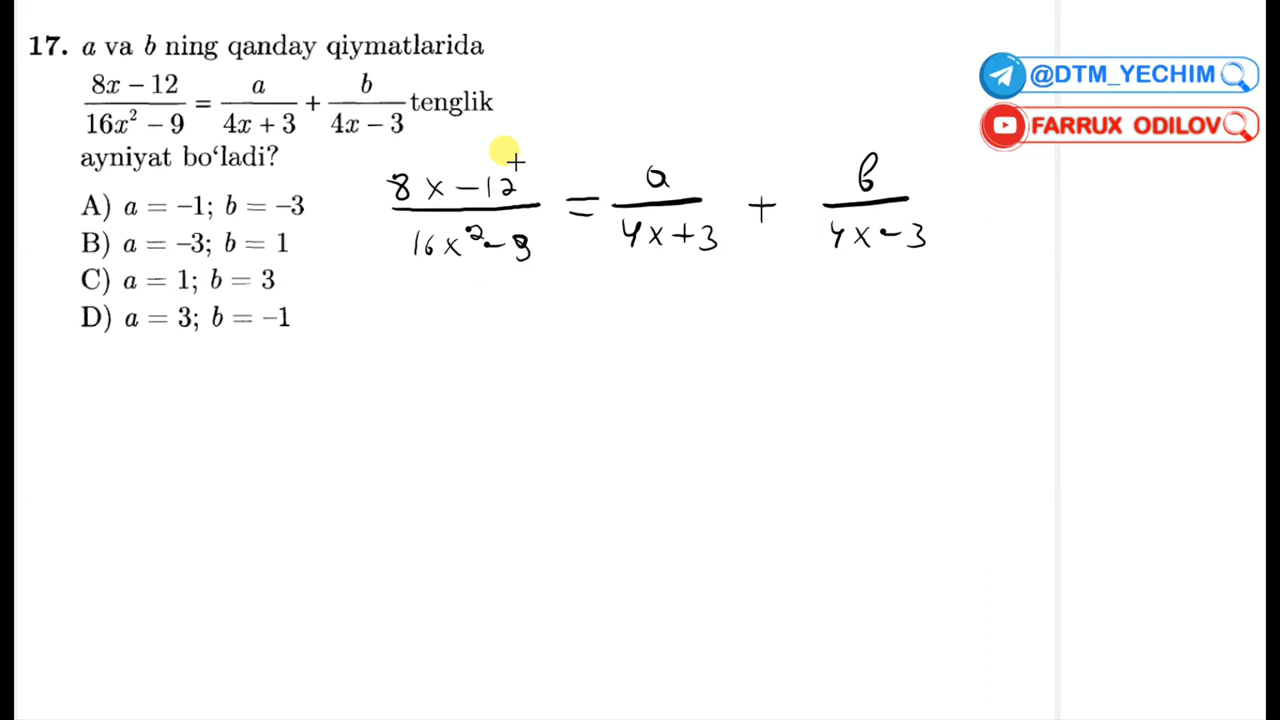 17. a va b ning qanday qiymatlarida
8x − 12 / 16x² − 9 = a / 4x + 3 + b / 4x − 3 tenglik
ayniyat bo‘ladi?
A) a = −1; b = −3
B) a = −3; b = 1
C) a = 1; b = 3
D) a = 3; b = −1
8x − 12 / 16x² − 9 = a / 4x + 3 + b / 4x − 3
@DTM_YECHIM
FARRUX ODILOV